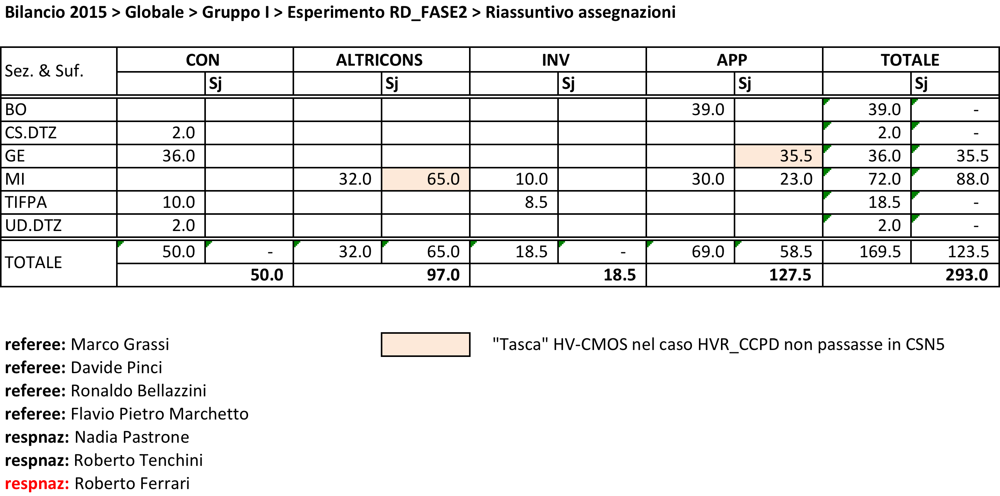 Bilancio 2015 > Globale > Gruppo I > Esperimento RD_FASE2 > Riassuntivo assegnazioni
Sez. & Suf. CON ALTRICONS INV APP TOTALE
Sj Sj Sj Sj Sj
BO 39.0 39.0 -
CS.DTZ 2.0 2.0 -
GE 36.0 35.5 36.0 35.5
MI 32.0 65.0 10.0 30.0 23.0 72.0 88.0
TIFPA 10.0 8.5 18.5 -
UD.DTZ 2.0 2.0 -
TOTALE 50.0 - 32.0 65.0 18.5 - 69.0 58.5 169.5 123.5
50.0 97.0 18.5 127.5 293.0
"Tasca" HV-CMOS nel caso HVR_CCPD non passasse in CSN5
referee: Marco Grassi
referee: Davide Pinci
referee: Ronaldo Bellazzini
referee: Flavio Pietro Marchetto
respnaz: Nadia Pastrone
respnaz: Roberto Tenchini
respnaz: Roberto Ferrari